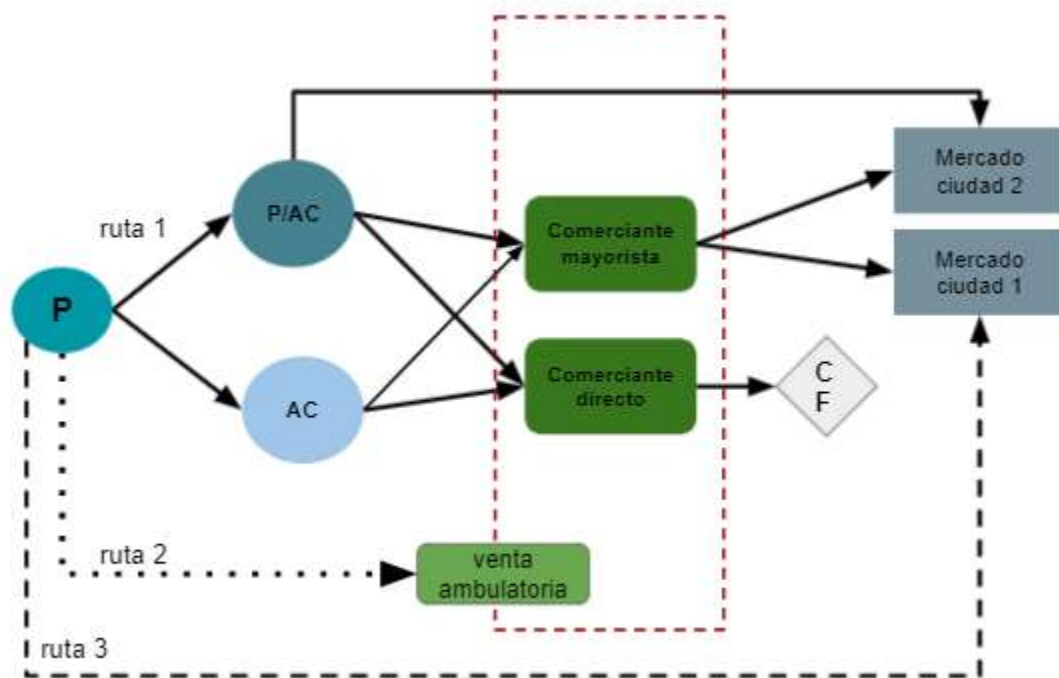 Mercado
ciudad 2
P/AC
ruta 1
Comerciante
mayorista
Mercado
ciudad 1
P
Comerciante
directo
C
F
AC
ruta 2
venta
ambulatoria
ruta 3